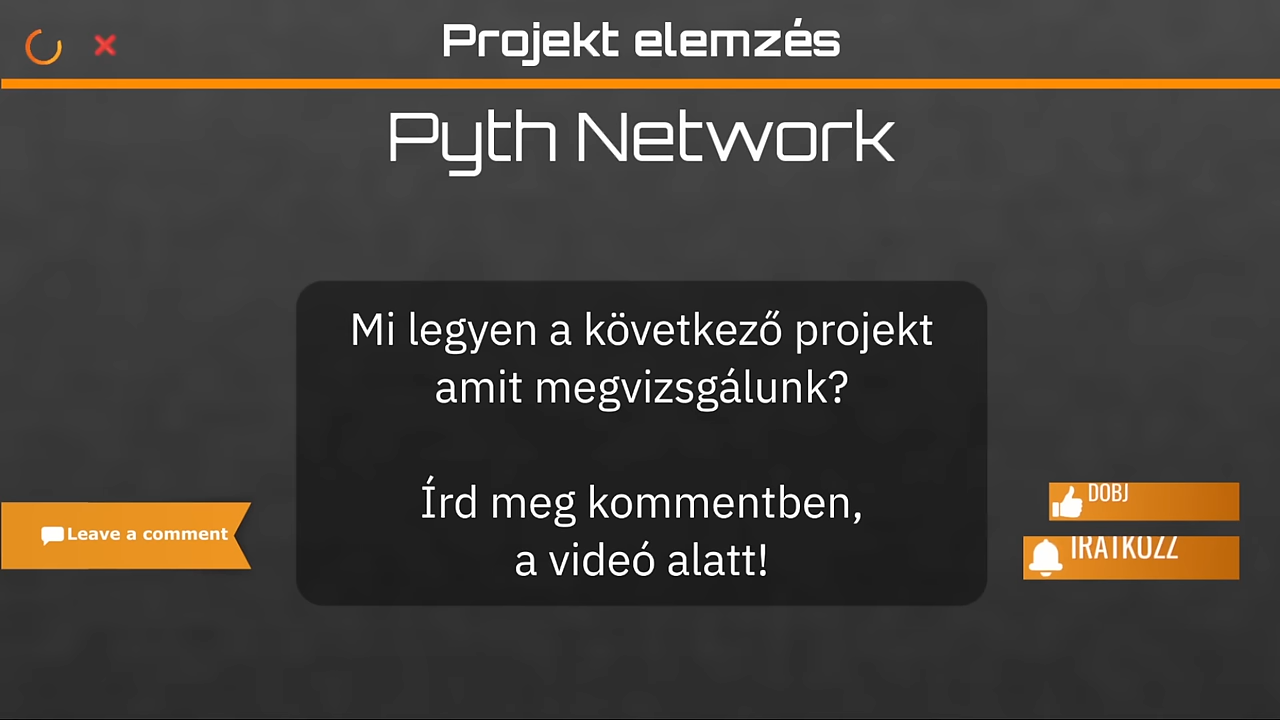 Projekt elemzés
Pyth Network
Mi legyen a következő projekt
amit megvizsgálunk?
Írd meg kommentben,
a videó alatt!
Leave a comment
DOBJ
IRATKOZZ